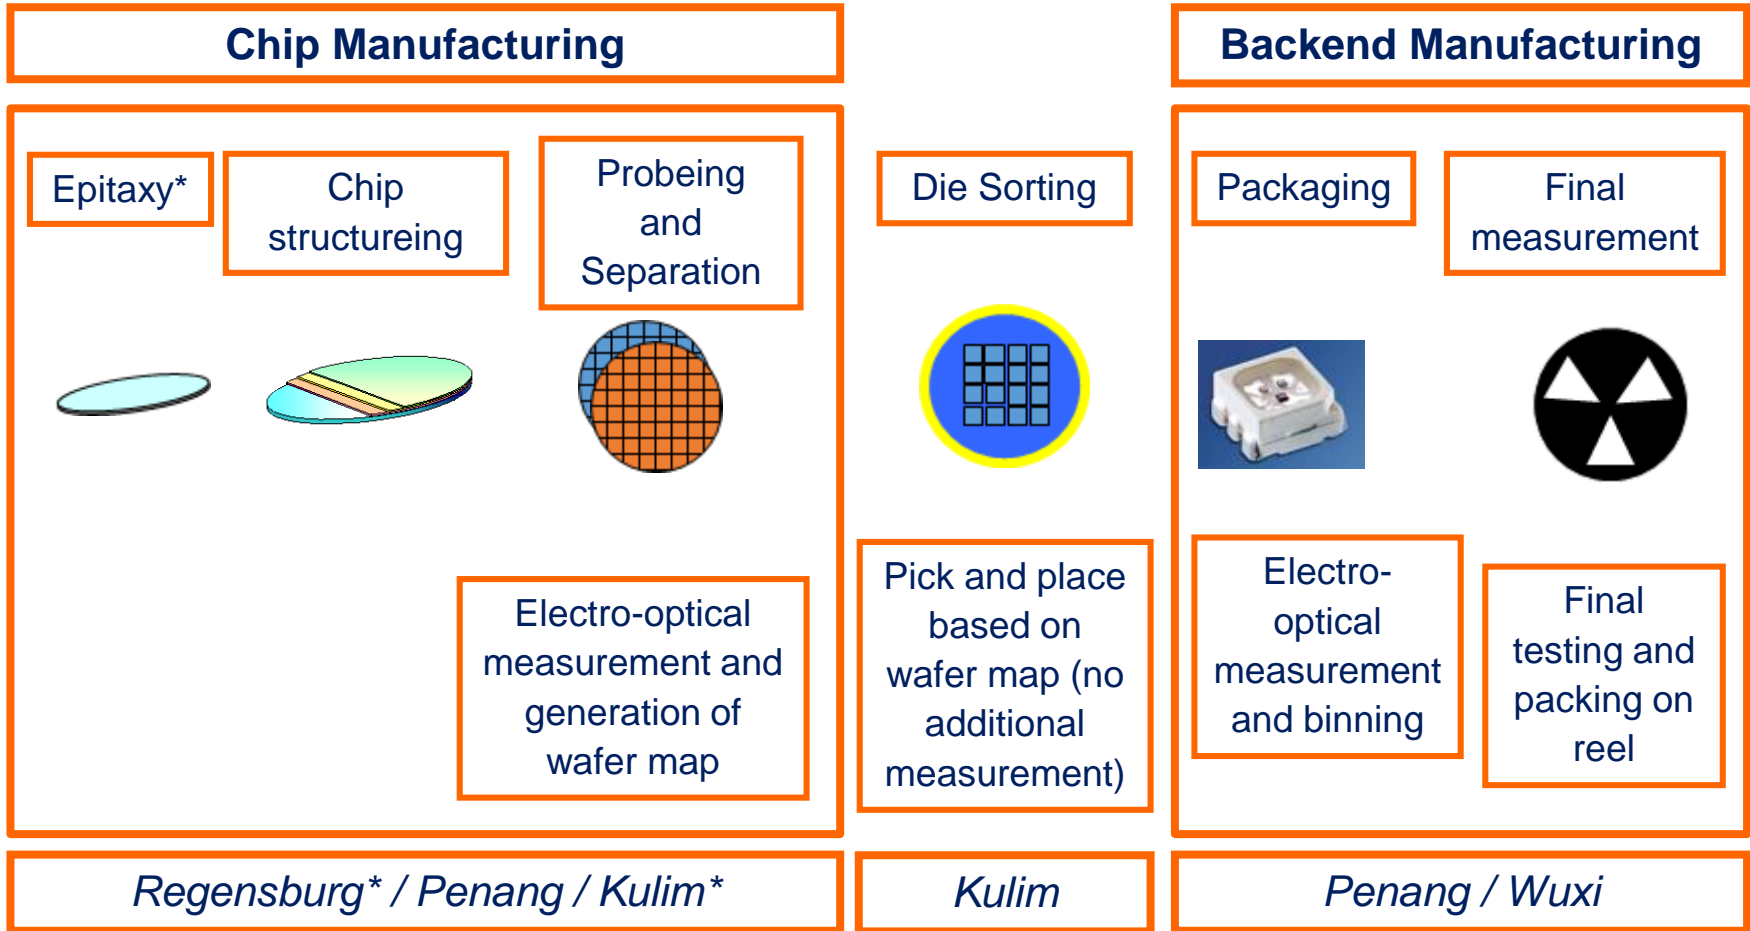 Chip Manufacturing
Backend Manufacturing
Epitaxy*
Chip
structureing
Probeing
and
Separation
Die Sorting
Packaging
Final
measurement
Electro-optical
measurement and
generation of
wafer map
Pick and place
based on
wafer map (no
additional
measurement)
Electro-
optical
measurement
and binning
Final
testing and
packing on
reel
Regensburg* / Penang / Kulim*
Kulim
Penang / Wuxi